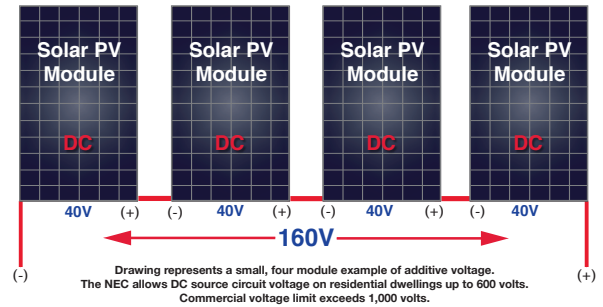 Solar PV Module
Solar PV Module
Solar PV Module
Solar PV Module
DC
DC
DC
DC
40V (+) (-) 40V (+) (-) 40V (+) (-) 40V
160V
(-) (+)
Drawing represents a small, four module example of additive voltage.
The NEC allows DC source circuit voltage on residential dwellings up to 600 volts.
Commercial voltage limit exceeds 1,000 volts.